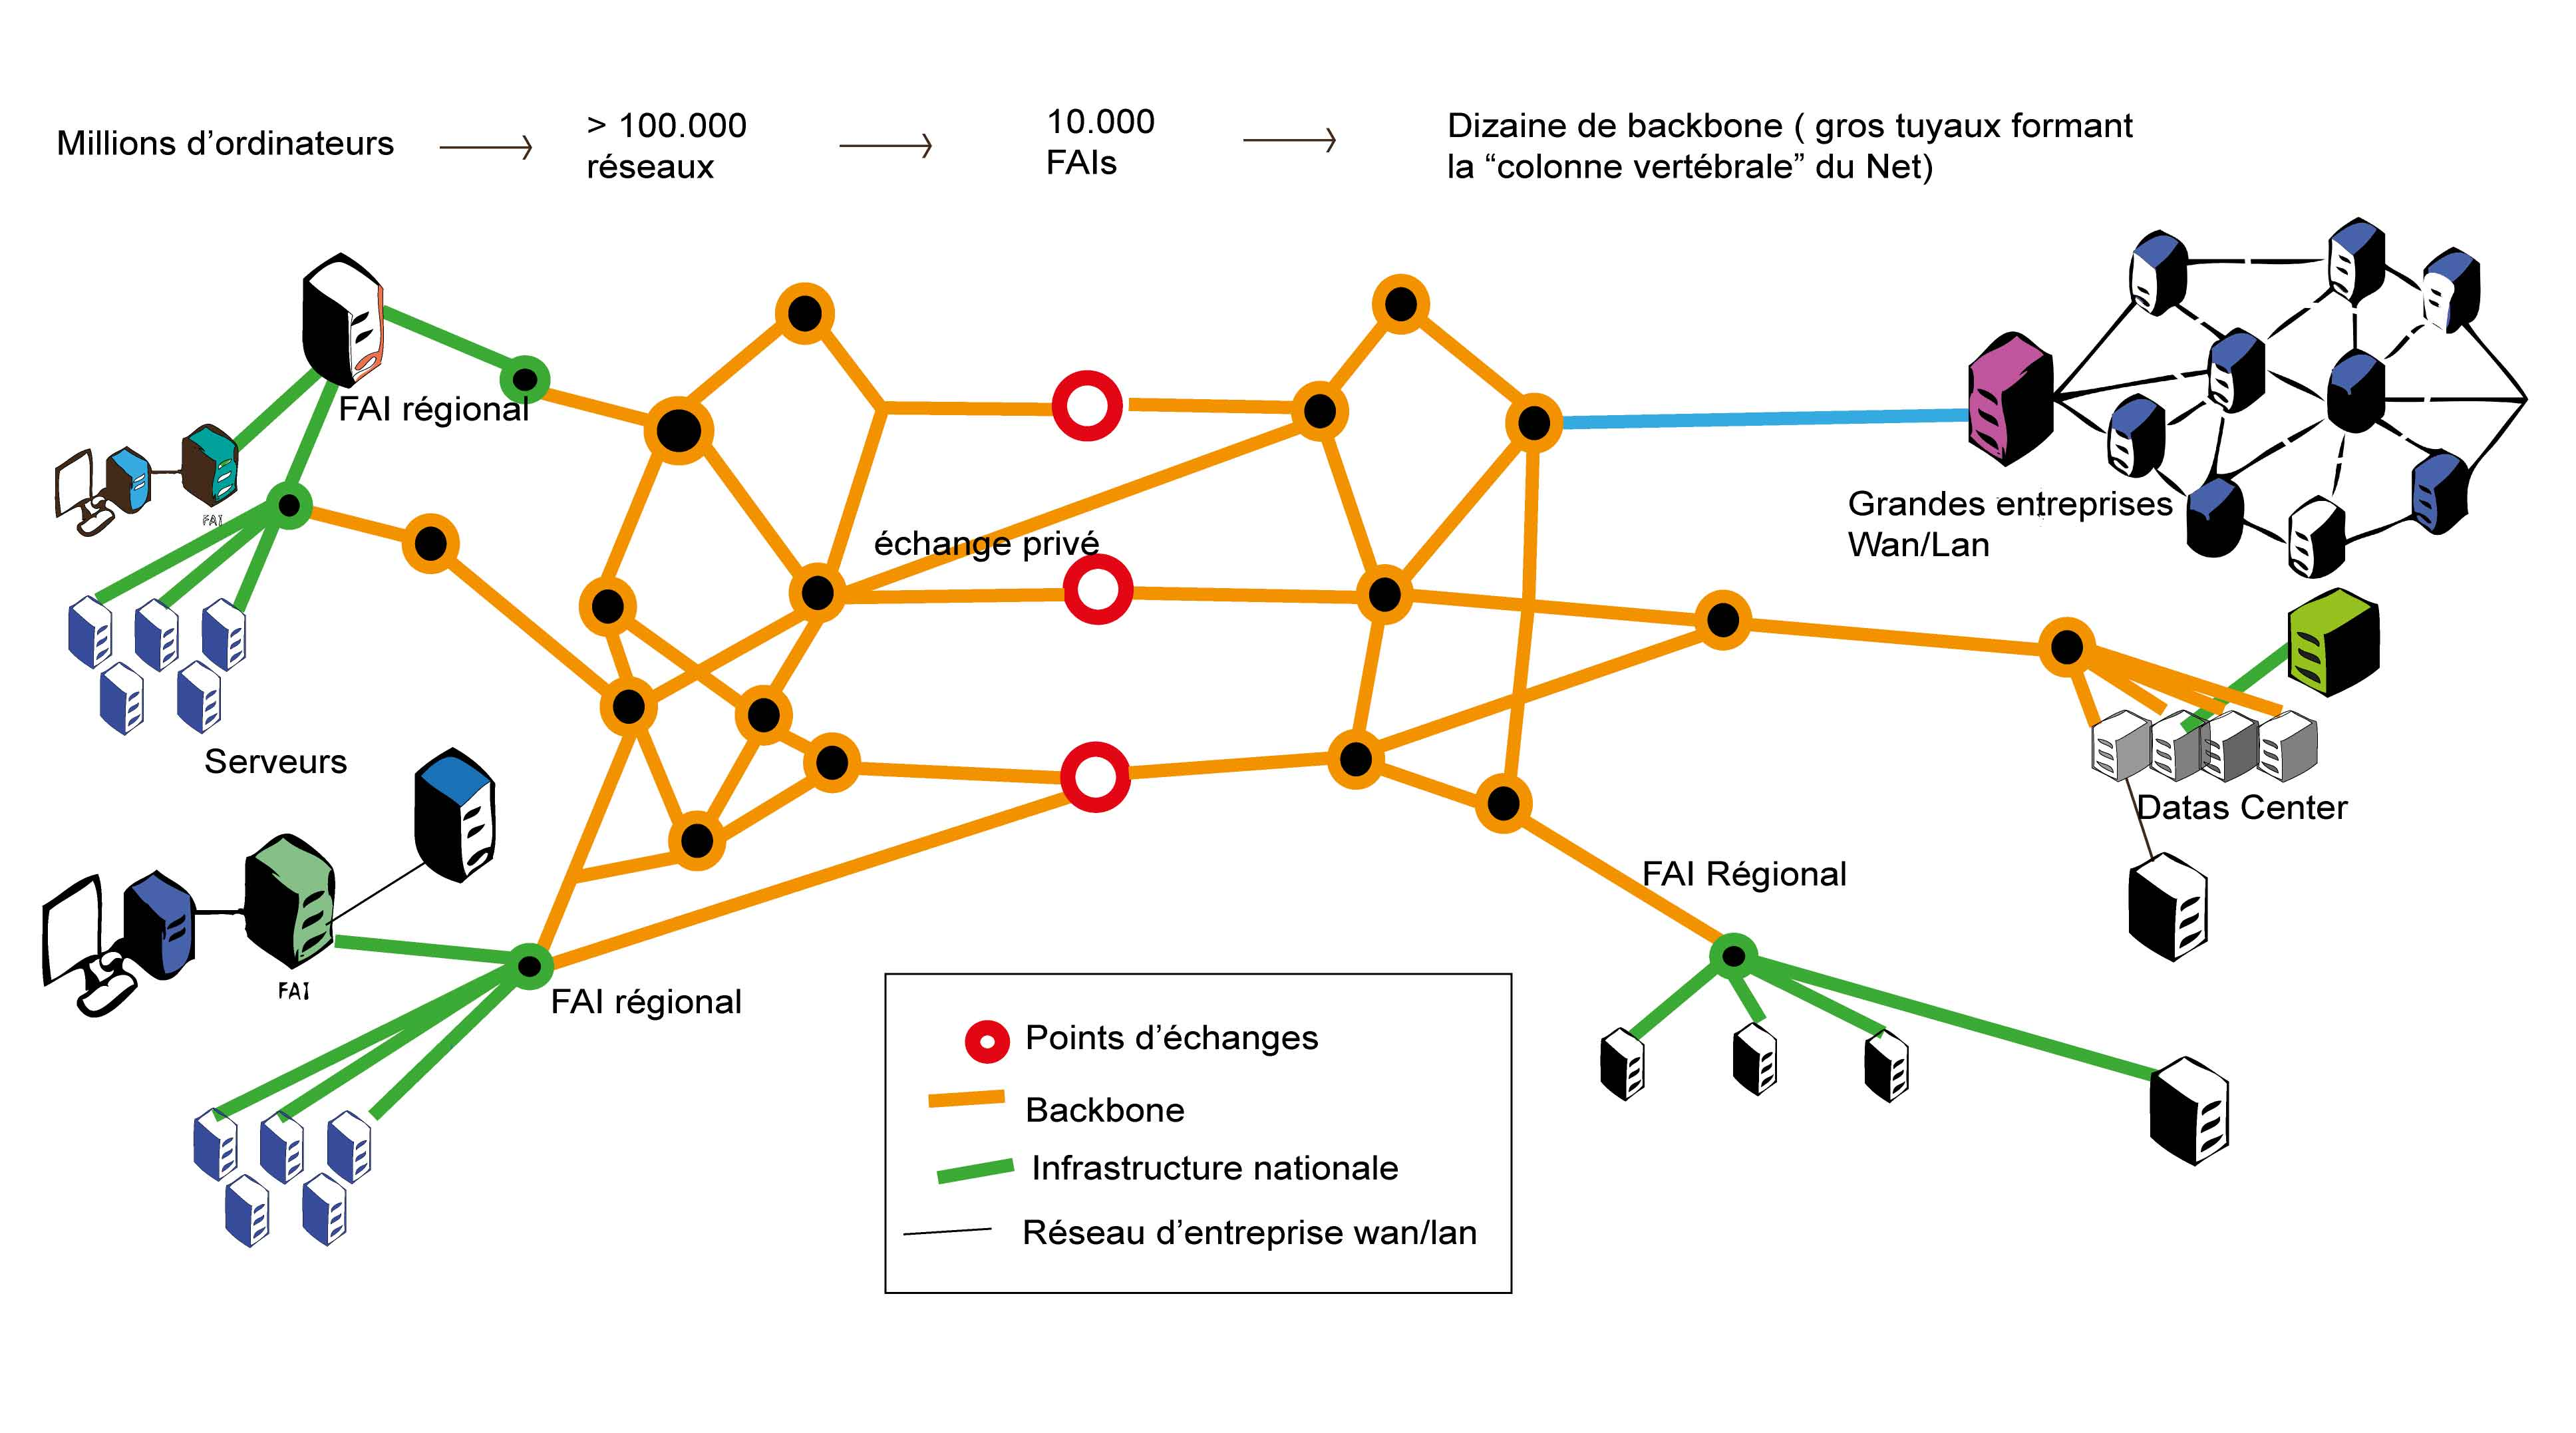 Millions d’ordinateurs
> 100.000
réseaux
10.000
FAIs
Dizaine de backbone ( gros tuyaux formant
la “colonne vertébrale” du Net)
FAI régional
FAI
échange privé
Grandes entreprises
Wan/Lan
Serveurs
Datas Center
FAI Régional
FAI
FAI régional
Points d’échanges
Backbone
Infrastructure nationale
Réseau d’entreprise wan/lan